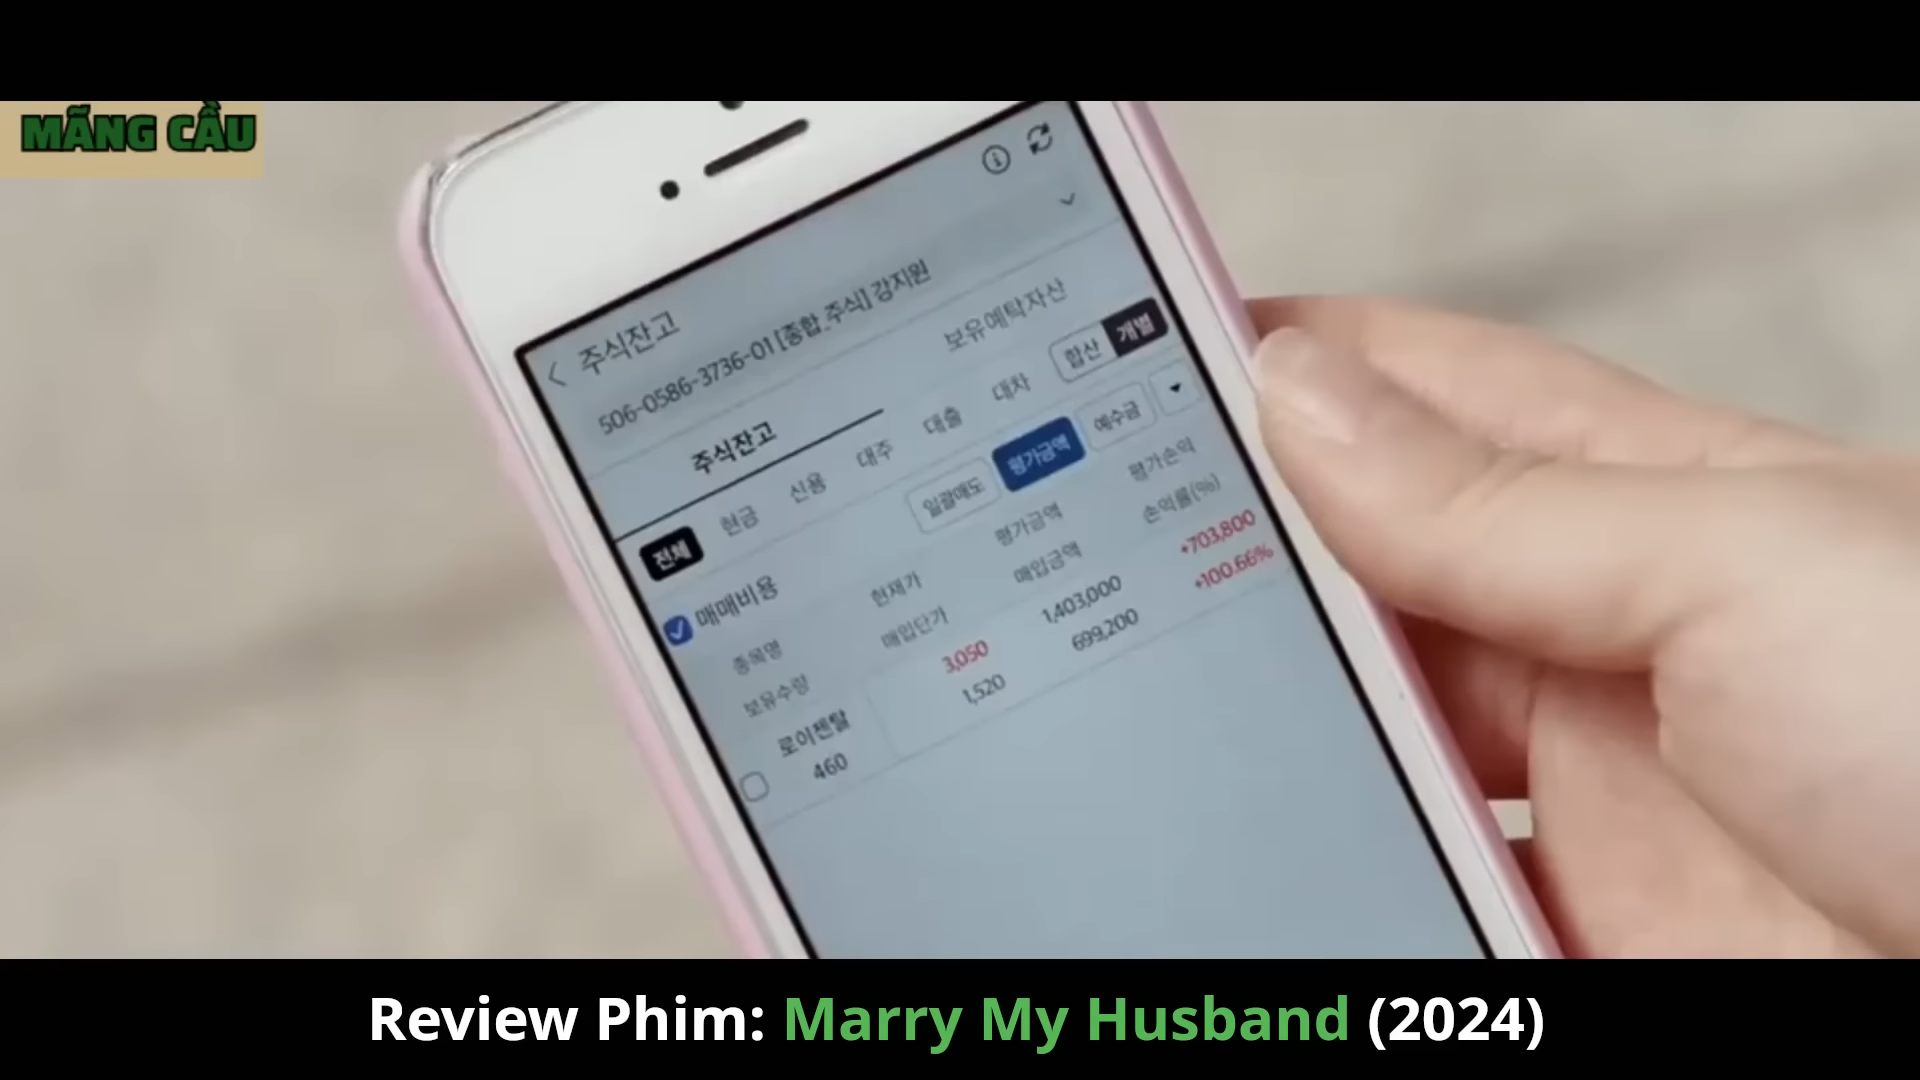 MÃNG CẦU
주식잔고
506-0586-3736-01 [종합_주식] 강지원
주식잔고
보유예탁자산
전체 현금 신용 대주 대출 대차 합산 개별
매매비용
일괄매도 평가금액 예수금
종목명 현재가 평가금액 평가손익
보유수량 매입단가 매입금액 손익률(%)
로이젠탈 3,050 1,403,000 +703,800
460 1,520 699,200 +100.66%
Review Phim: Marry My Husband (2024)